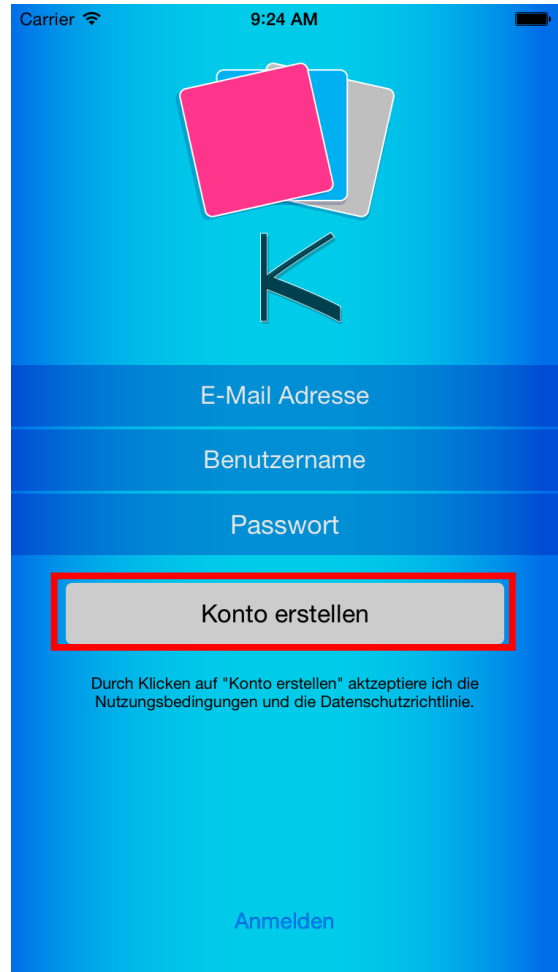 Carrier 9:24 AM
K
E-Mail Adresse
Benutzername
Passwort
Konto erstellen
Durch Klicken auf "Konto erstellen" aktzeptiere ich die
Nutzungsbedingungen und die Datenschutzrichtlinie.
Anmelden